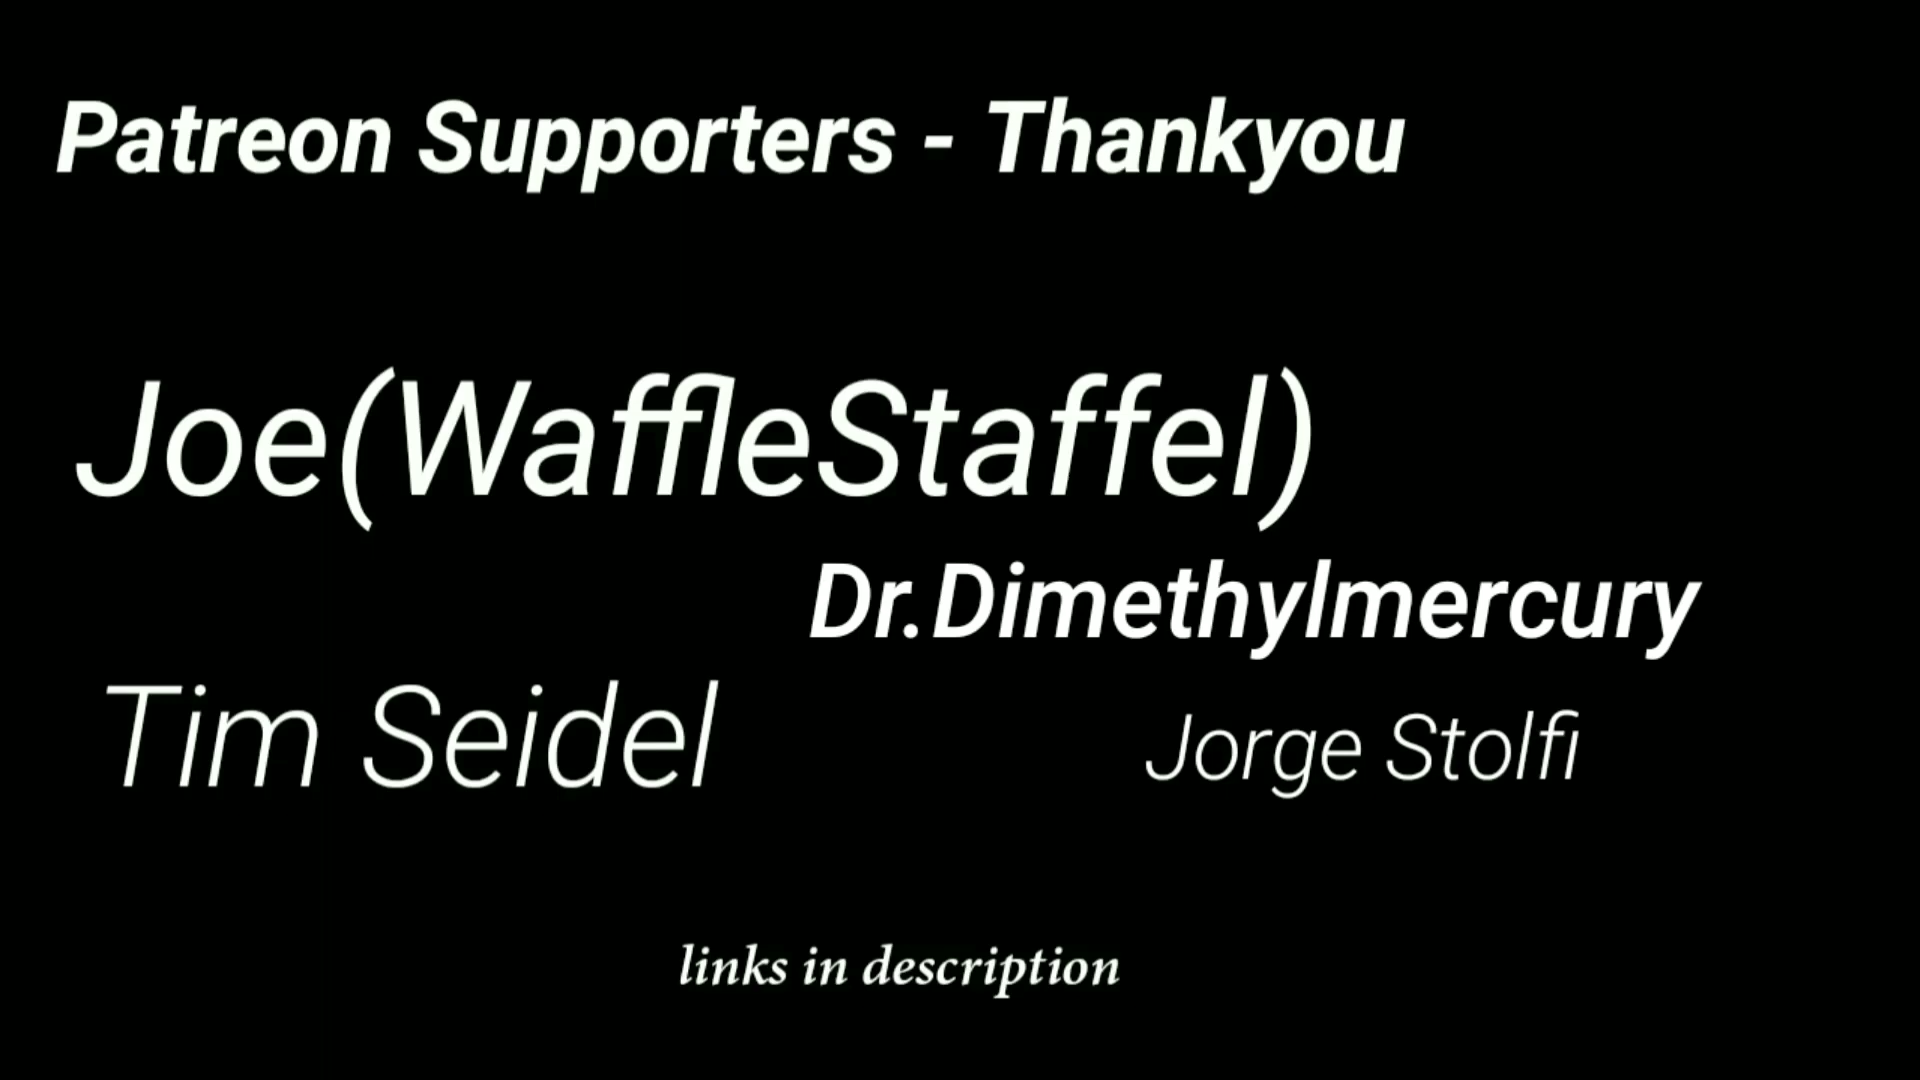 Patreon Supporters - Thankyou
Joe(WaffleStaffel)
Dr.Dimethylmercury
Tim Seidel
Jorge Stolfi
links in description